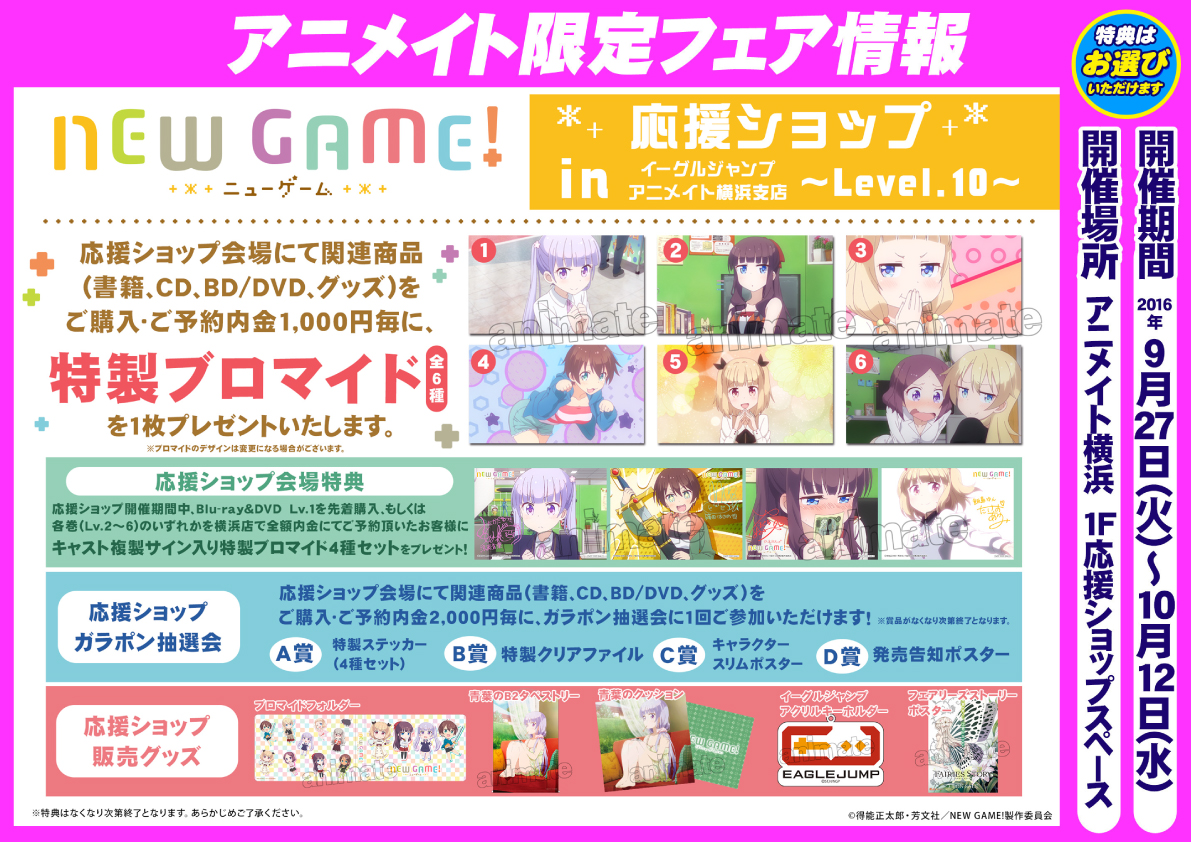 アニメイト限定フェア情報
特典は
お選び
いただけます
NEW GAME!
ニューゲーム
応援ショップ
in イーグルジャンプ
アニメイト横浜支店
～Level.10～
開催期間 2016年 9月27日(火)～10月12日(水)
開催場所 アニメイト横浜 1F応援ショップスペース
応援ショップ会場にて関連商品
(書籍、CD、BD/DVD、グッズ)を
ご購入・ご予約内金1,000円毎に、
特製ブロマイド 全6種
を1枚プレゼントいたします。
※ブロマイドのデザインは変更になる場合がございます。
1
2
3
animate animate animate
4
5
6
応援ショップ会場特典
応援ショップ開催期間中、Blu-ray&DVD Lv.1を先着購入、もしくは
各巻(Lv.2～6)のいずれかを横浜店で全額内金にてご予約頂いたお客様に
キャスト複製サイン入り特製ブロマイド4種セットをプレゼント!
NEW GAME!
NEW GAME!
NEW GAME!
NEW GAME!
animate animate animate animate
応援ショップ
ガラポン抽選会
応援ショップ会場にて関連商品(書籍、CD、BD/DVD、グッズ)を
ご購入・ご予約内金2,000円毎に、ガラポン抽選会に1回ご参加いただけます! ※賞品がなくなり次第終了となります。
A賞 特製ステッカー
(4種セット)
B賞 特製クリアファイル
C賞 キャラクター
スリムポスター
D賞 発売告知ポスター
応援ショップ
販売グッズ
ブロマイドフォルダー
NEW GAME!
animate
青葉のB2タペストリー
animate
青葉のクッション
NEW GAME!
animate
イーグルジャンプ
アクリルキーホルダー
EAGLEJUMP
animate
フェアリーズストーリー
ポスター
FAIRIES STORY
animate
※特典はなくなり次第終了となります。あらかじめご了承ください。
©得能正太郎・芳文社／NEW GAME!製作委員会